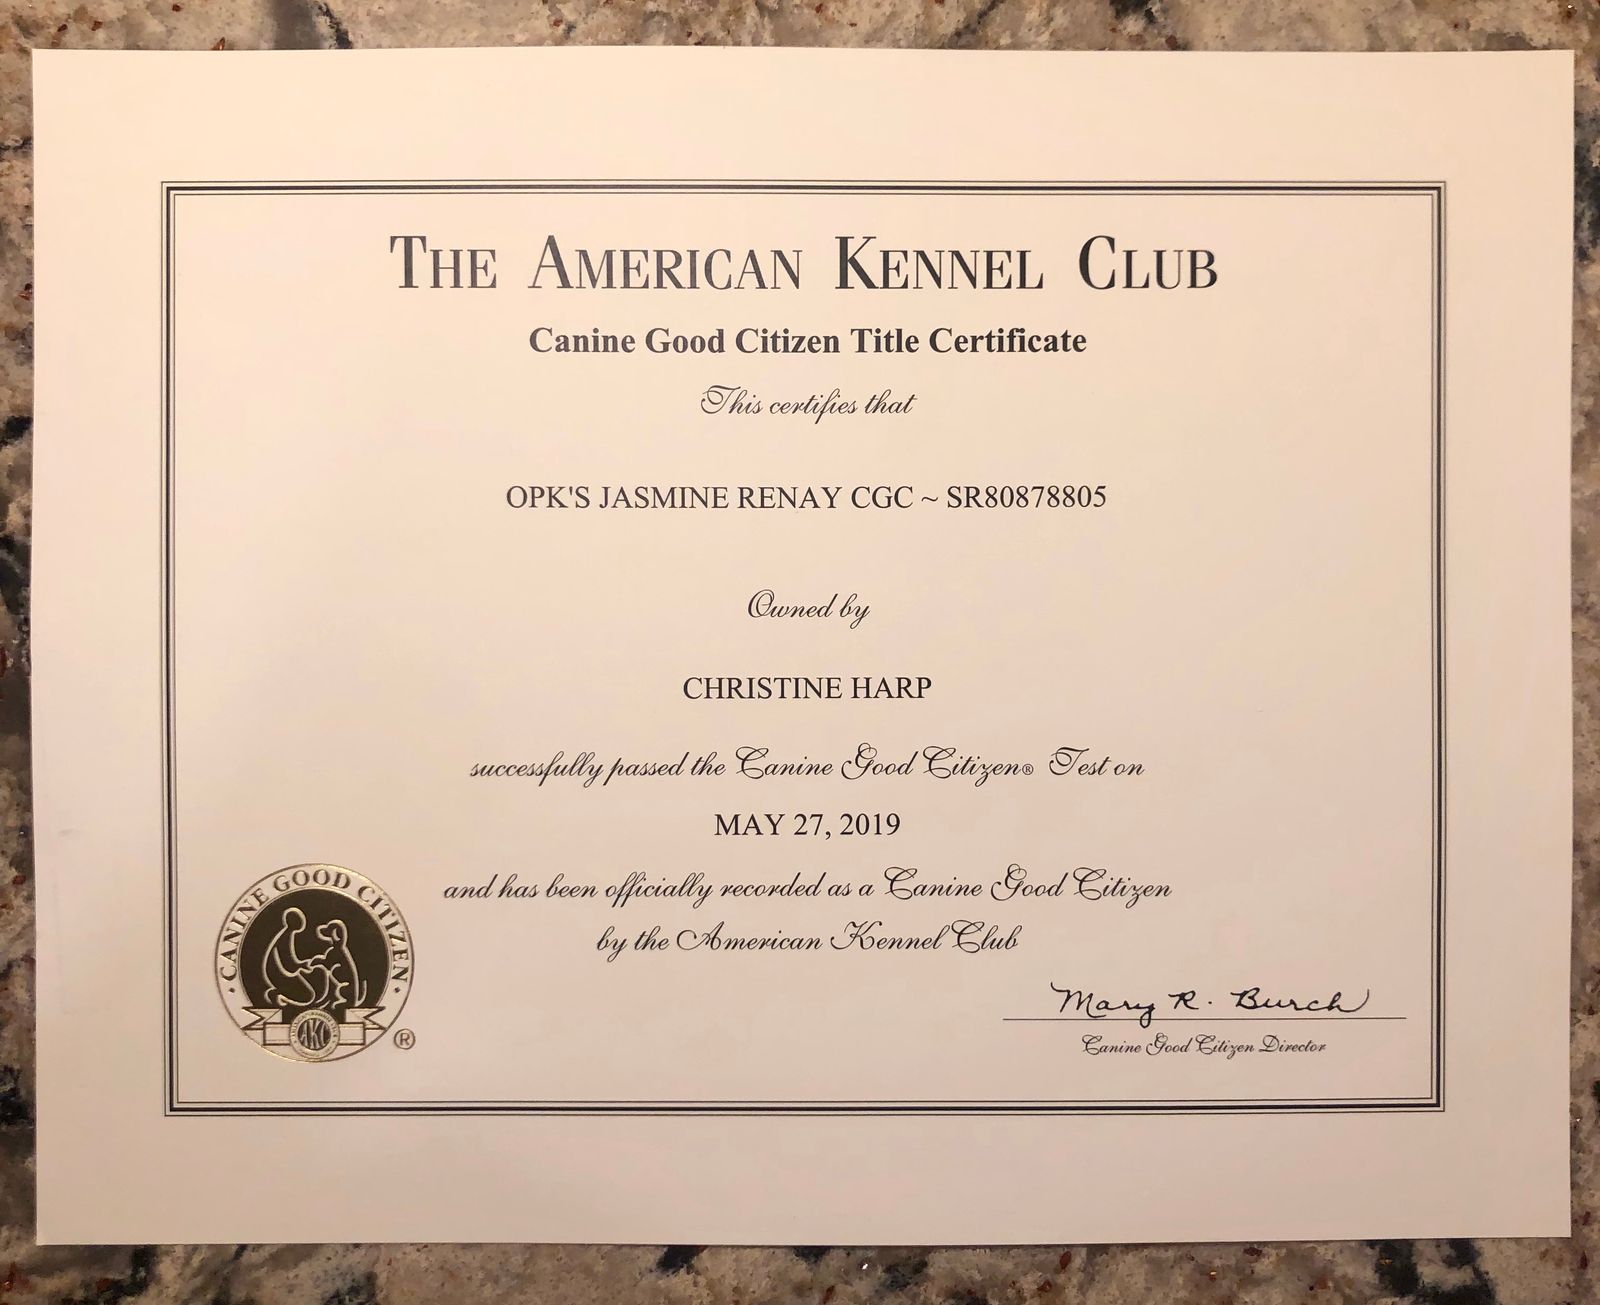 THE AMERICAN KENNEL CLUB
Canine Good Citizen Title Certificate
This certifies that
OPK'S JASMINE RENAY CGC ~ SR80878805
Owned by
CHRISTINE HARP
successfully passed the Canine Good Citizen® Test on
MAY 27, 2019
and has been officially recorded as a Canine Good Citizen
by the American Kennel Club
· CANINE GOOD CITIZEN ·
AKC
®
Mary R. Burch
Canine Good Citizen Director